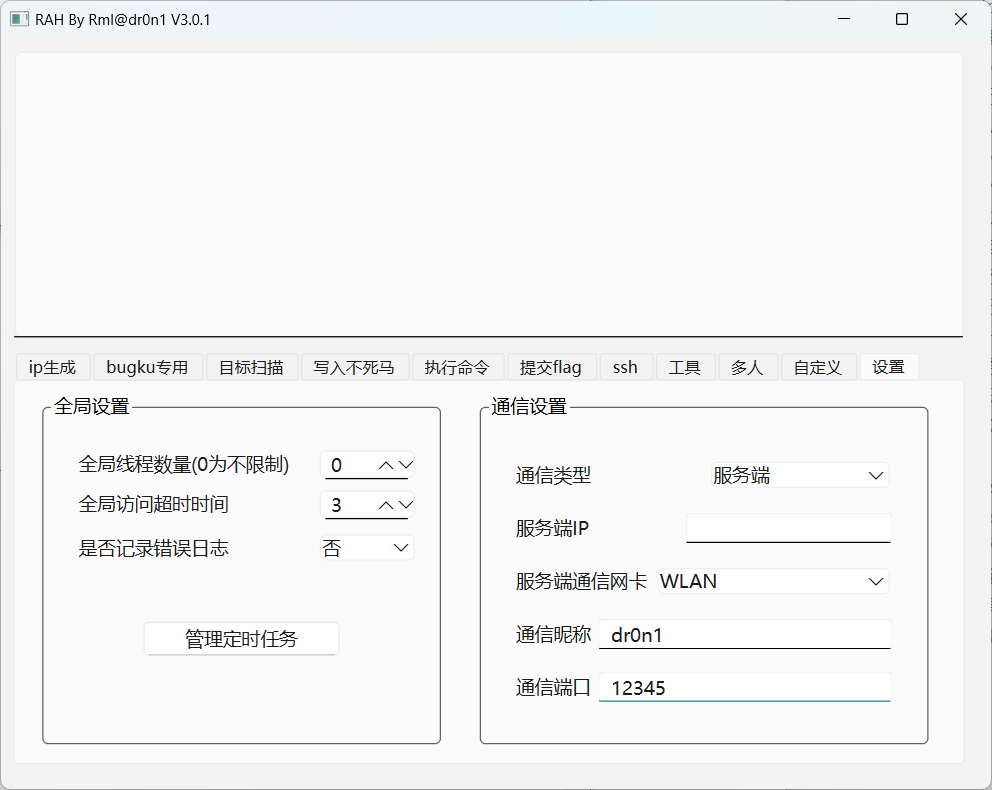 RAH By Rml@dr0n1 V3.0.1
ip生成 bugku专用 目标扫描 写入不死马 执行命令 提交flag ssh 工具 多人 自定义 设置
全局设置
全局线程数量(0为不限制) 0
全局访问超时时间 3
是否记录错误日志 否
管理定时任务
通信设置
通信类型 服务端
服务端IP
服务端通信网卡 WLAN
通信昵称 dr0n1
通信端口 12345